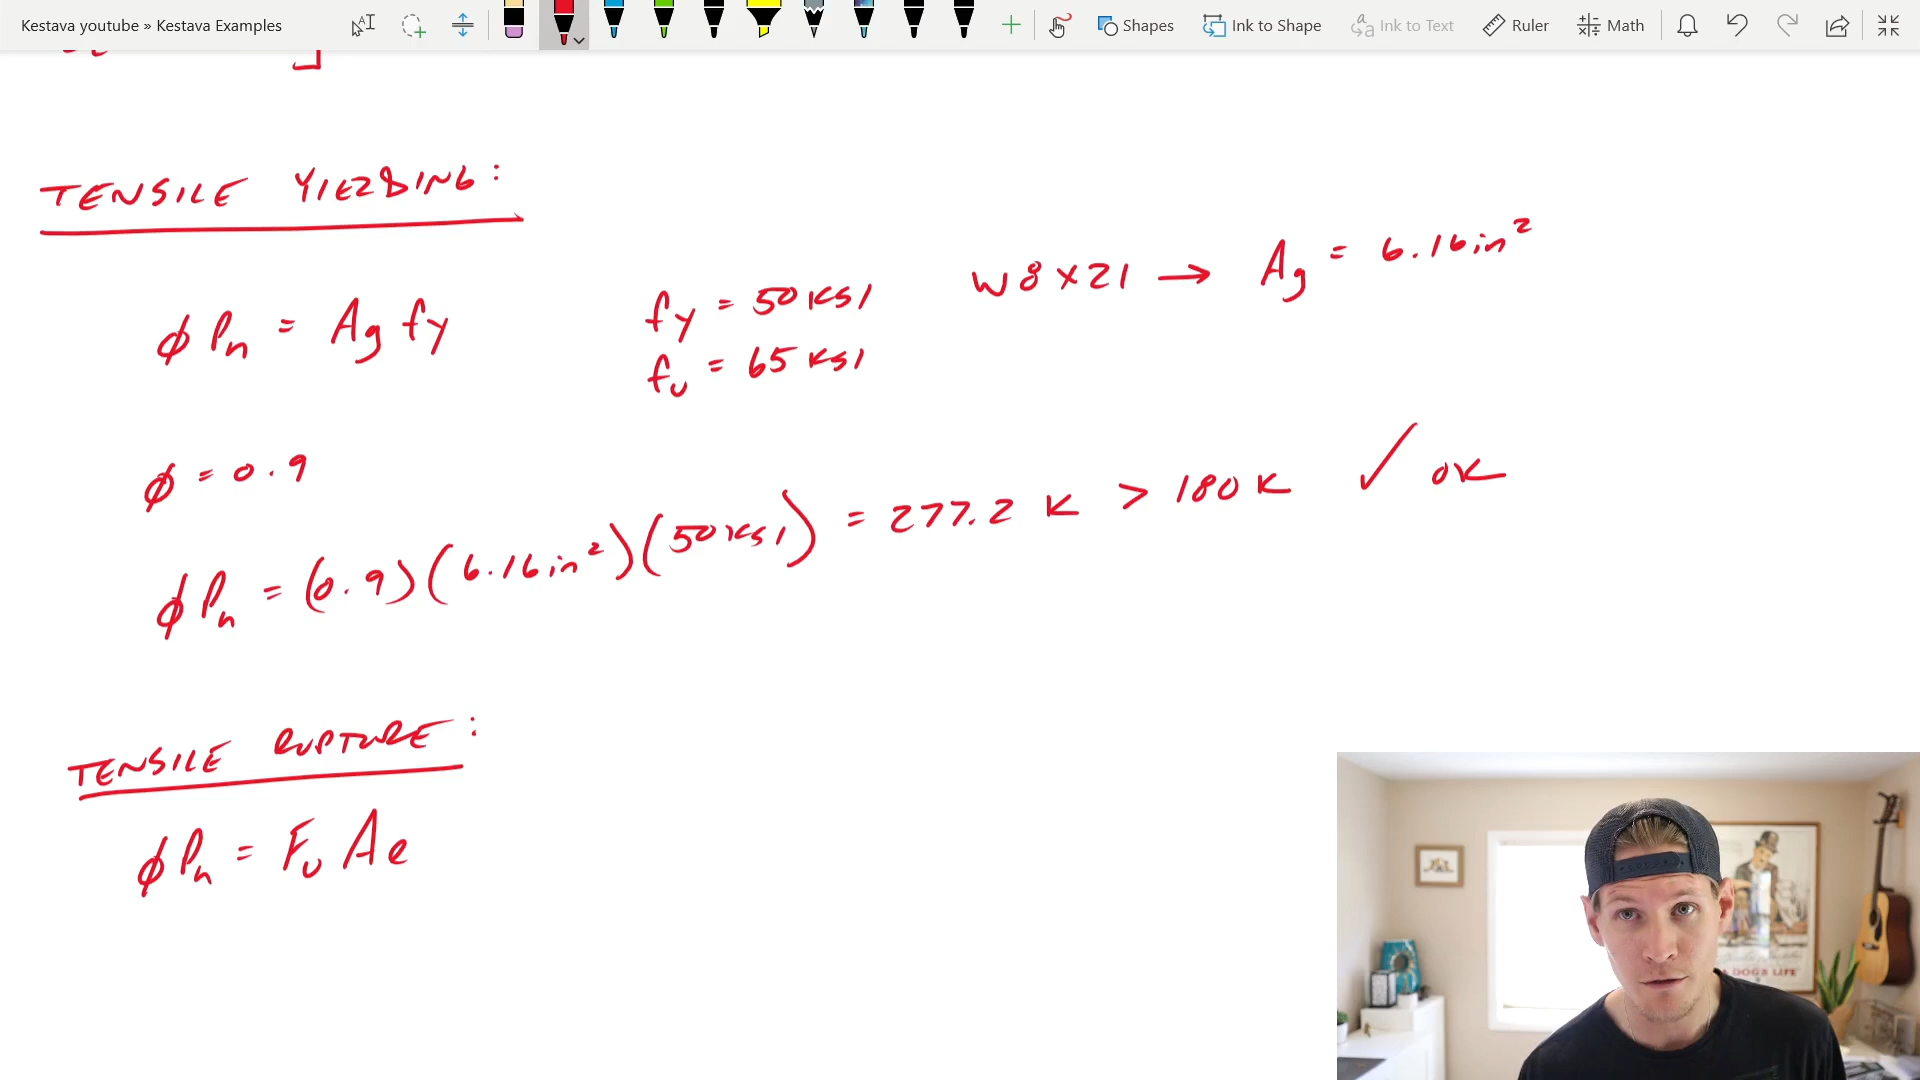 Kestava youtube » Kestava Examples
Shapes
Ink to Shape
Ink to Text
Ruler
Math
TENSILE YIELDING:
ϕPn = Ag fy
fy = 50 KSI
fu = 65 KSI
W8X21 → Ag = 6.16in²
ϕ = 0.9
ϕPn = (0.9)(6.16in²)(50KSI) = 277.2 K > 180 K ✓ OK
TENSILE RUPTURE:
ϕPn = Fu Ae
A DOG'S LIFE